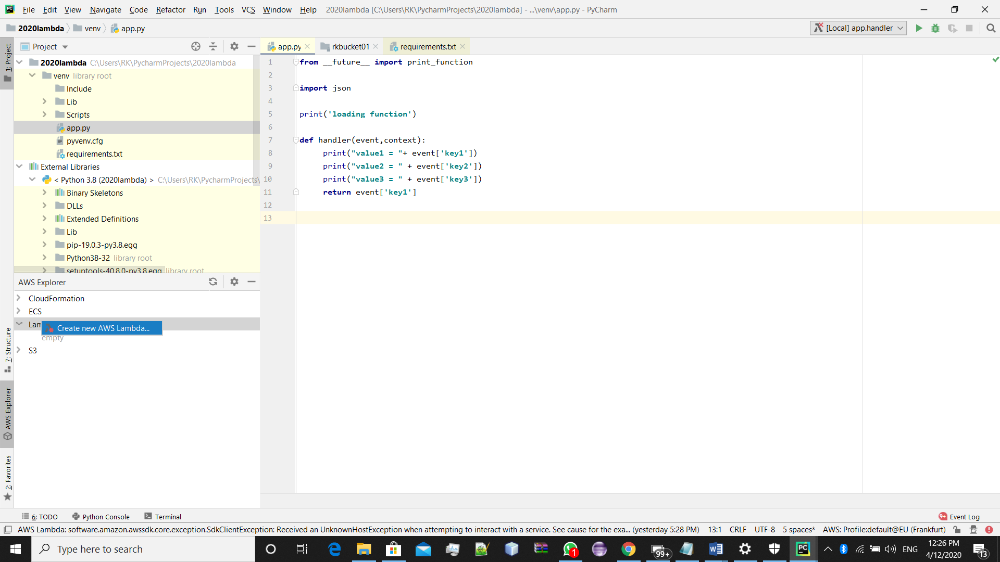 File Edit View Navigate Code Refactor Run Tools VCS Window Help 2020lambda [C:\Users\RK\PycharmProjects\2020lambda] - ...\venv\app.py - PyCharm
2020lambda venv app.py [Local] app.handler
Project
app.py rkbucket01 requirements.txt
1: Project
2020lambda C:\Users\RK\PycharmProjects\2020lambda
venv library root
Include
Lib
Scripts
app.py
pyvenv.cfg
requirements.txt
External Libraries
< Python 3.8 (2020lambda) > C:\Users\RK\PycharmProjects\
Binary Skeletons
DLLs
Extended Definitions
Lib
pip-19.0.3-py3.8.egg
Python38-32 library root
setuptools-40.8.0-py3.8.egg library root
1 from __future__ import print_function
2
3 import json
4
5 print('loading function')
6
7 def handler(event,context):
8 print("value1 = "+ event['key1'])
9 print("value2 = " + event['key2'])
10 print("value3 = " + event['key3'])
11 return event['key1']
12
13
AWS Explorer
CloudFormation
ECS
Lam
Create new AWS Lambda...
empty
S3
7: Structure
AWS Explorer
2: Favorites
6: TODO Python Console Terminal 9+ Event Log
AWS Lambda: software.amazon.awssdk.core.exception.SdkClientException: Received an UnknownHostException when attempting to interact with a service. See cause for the exa... (yesterday 5:28 PM) 13:1 CRLF UTF-8 5 spaces* AWS: Profile:default@EU (Frankfurt)
Type here to search 1 99+ PC ENG 12:26 PM
4/12/2020 13